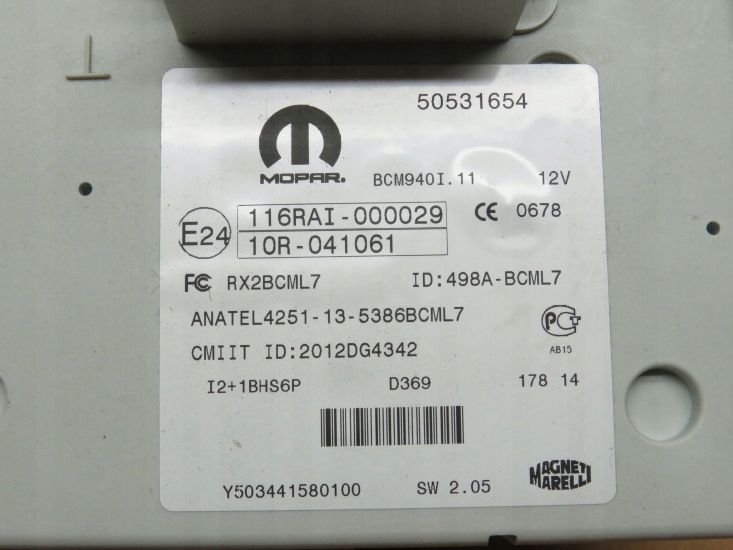 50531654
MOPAR.
BCM940I.11 12V
E24 116RAI-000029 CE 0678
10R-041061
FC RX2BCML7 ID:498A-BCML7
ANATEL4251-13-5386BCML7
CMIIT ID:2012DG4342 AB15
I2+1BHS6P D369 178 14
MAGNETI
MARELLI
Y503441580100 SW 2.05